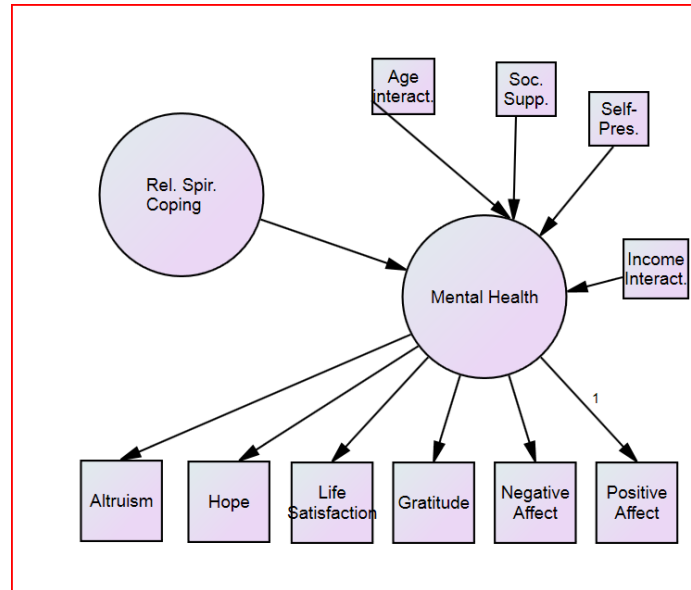 Age
interact.
Soc.
Supp.
Self-
Pres.
Rel. Spir.
Coping
Income
Interact.
Mental Health
1
Altruism
Hope
Life
Satisfaction
Gratitude
Negative
Affect
Positive
Affect